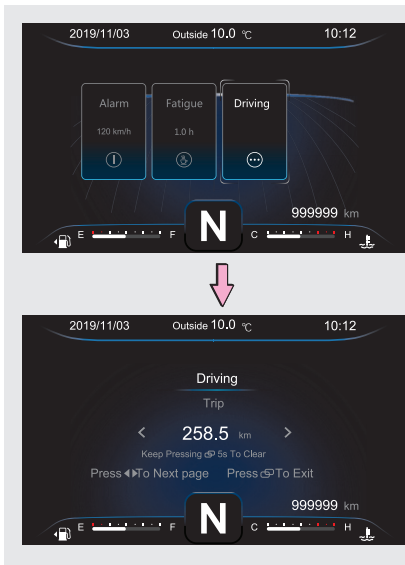 2019/11/03 Outside 10.0 ℃ 10:12
Alarm Fatigue Driving
120 km/h 1.0 h
999999 km
E F N C H
2019/11/03 Outside 10.0 ℃ 10:12
Driving
Trip
< 258.5 km >
Keep Pressing 5s To Clear
Press To Next page Press To Exit
999999 km
E F N C H